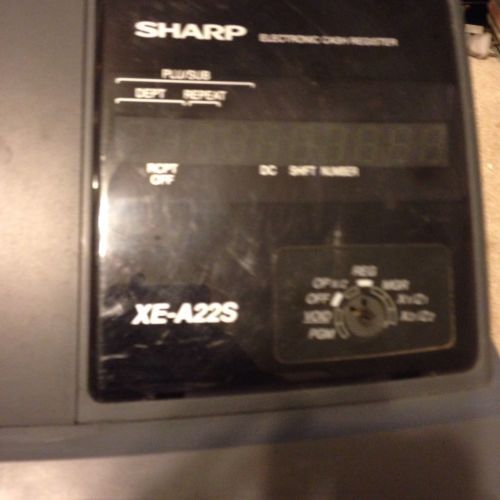 SHARP ELECTRONIC CASH REGISTER
PLU/SUB
DEPT REPEAT
RCPT OFF
DC SHIFT NUMBER
XE-A22S
REG
OP X/Z MGR
OFF X1/Z1
VOID X2/Z2
PGM